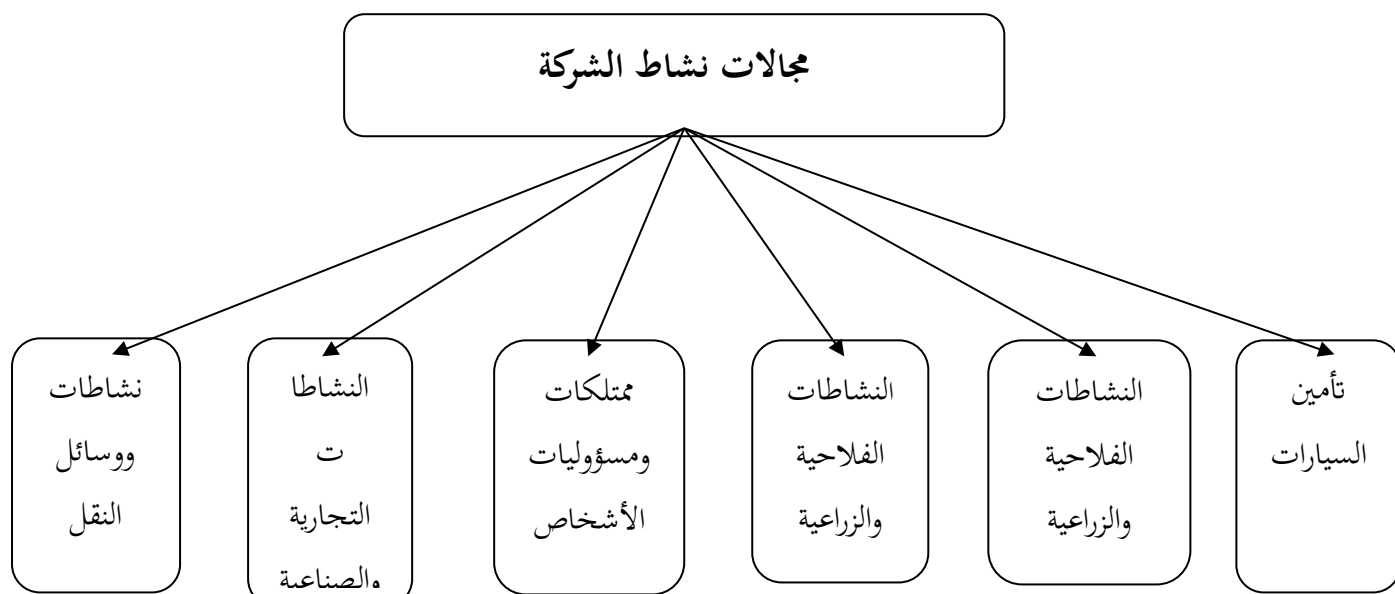 مجالات نشاط الشركة
تأمين
السيارات
النشاطات
الفلاحية
والزراعية
النشاطات
الفلاحية
والزراعية
ممتلكات
ومسؤوليات
الأشخاص
النشاطا
ت
التجارية
والصناعية
نشاطات
ووسائل
النقل